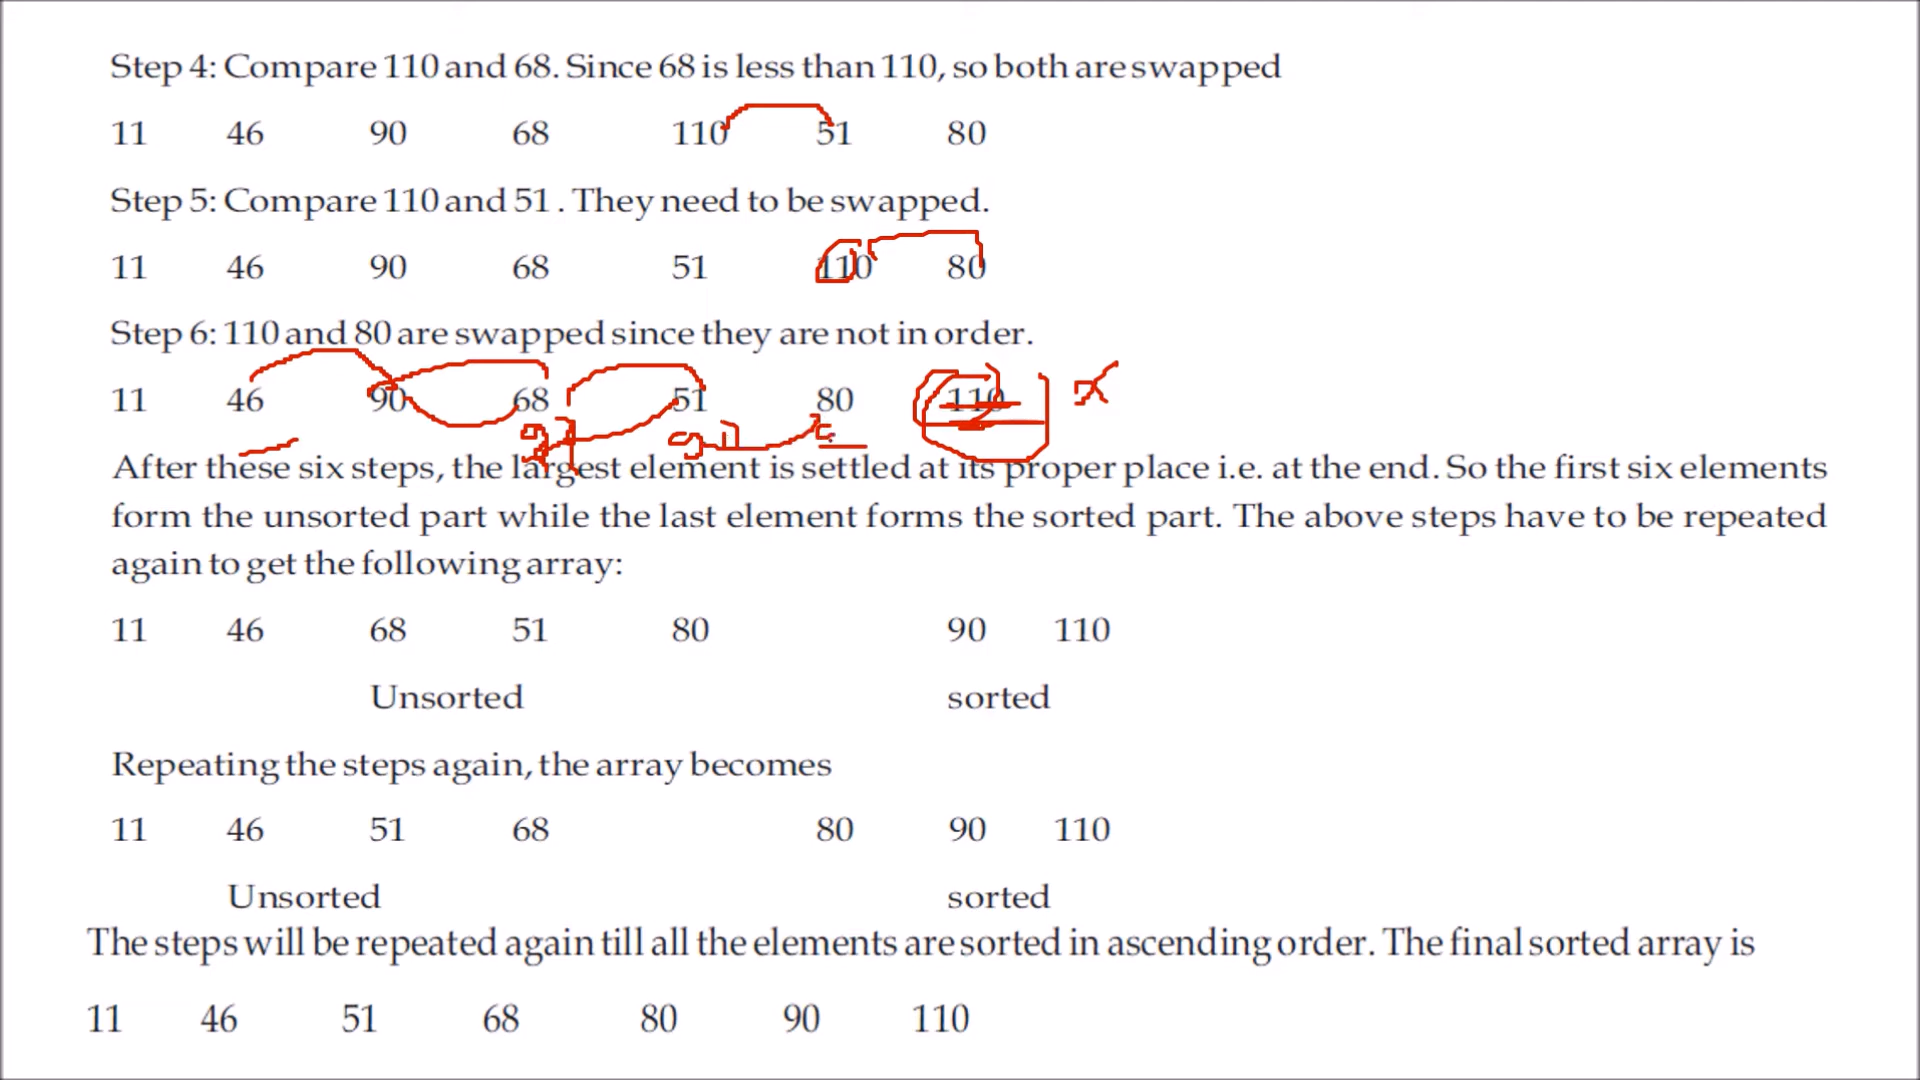 Step 4: Compare 110 and 68. Since 68 is less than 110, so both are swapped
11 46 90 68 110 51 80
Step 5: Compare 110 and 51 . They need to be swapped.
11 46 90 68 51 110 80
Step 6: 110 and 80 are swapped since they are not in order.
11 46 90 68 51 80 110
After these six steps, the largest element is settled at its proper place i.e. at the end. So the first six elements
form the unsorted part while the last element forms the sorted part. The above steps have to be repeated
again to get the following array:
11 46 68 51 80 90 110
Unsorted sorted
Repeating the steps again, the array becomes
11 46 51 68 80 90 110
Unsorted sorted
The steps will be repeated again till all the elements are sorted in ascending order. The final sorted array is
11 46 51 68 80 90 110